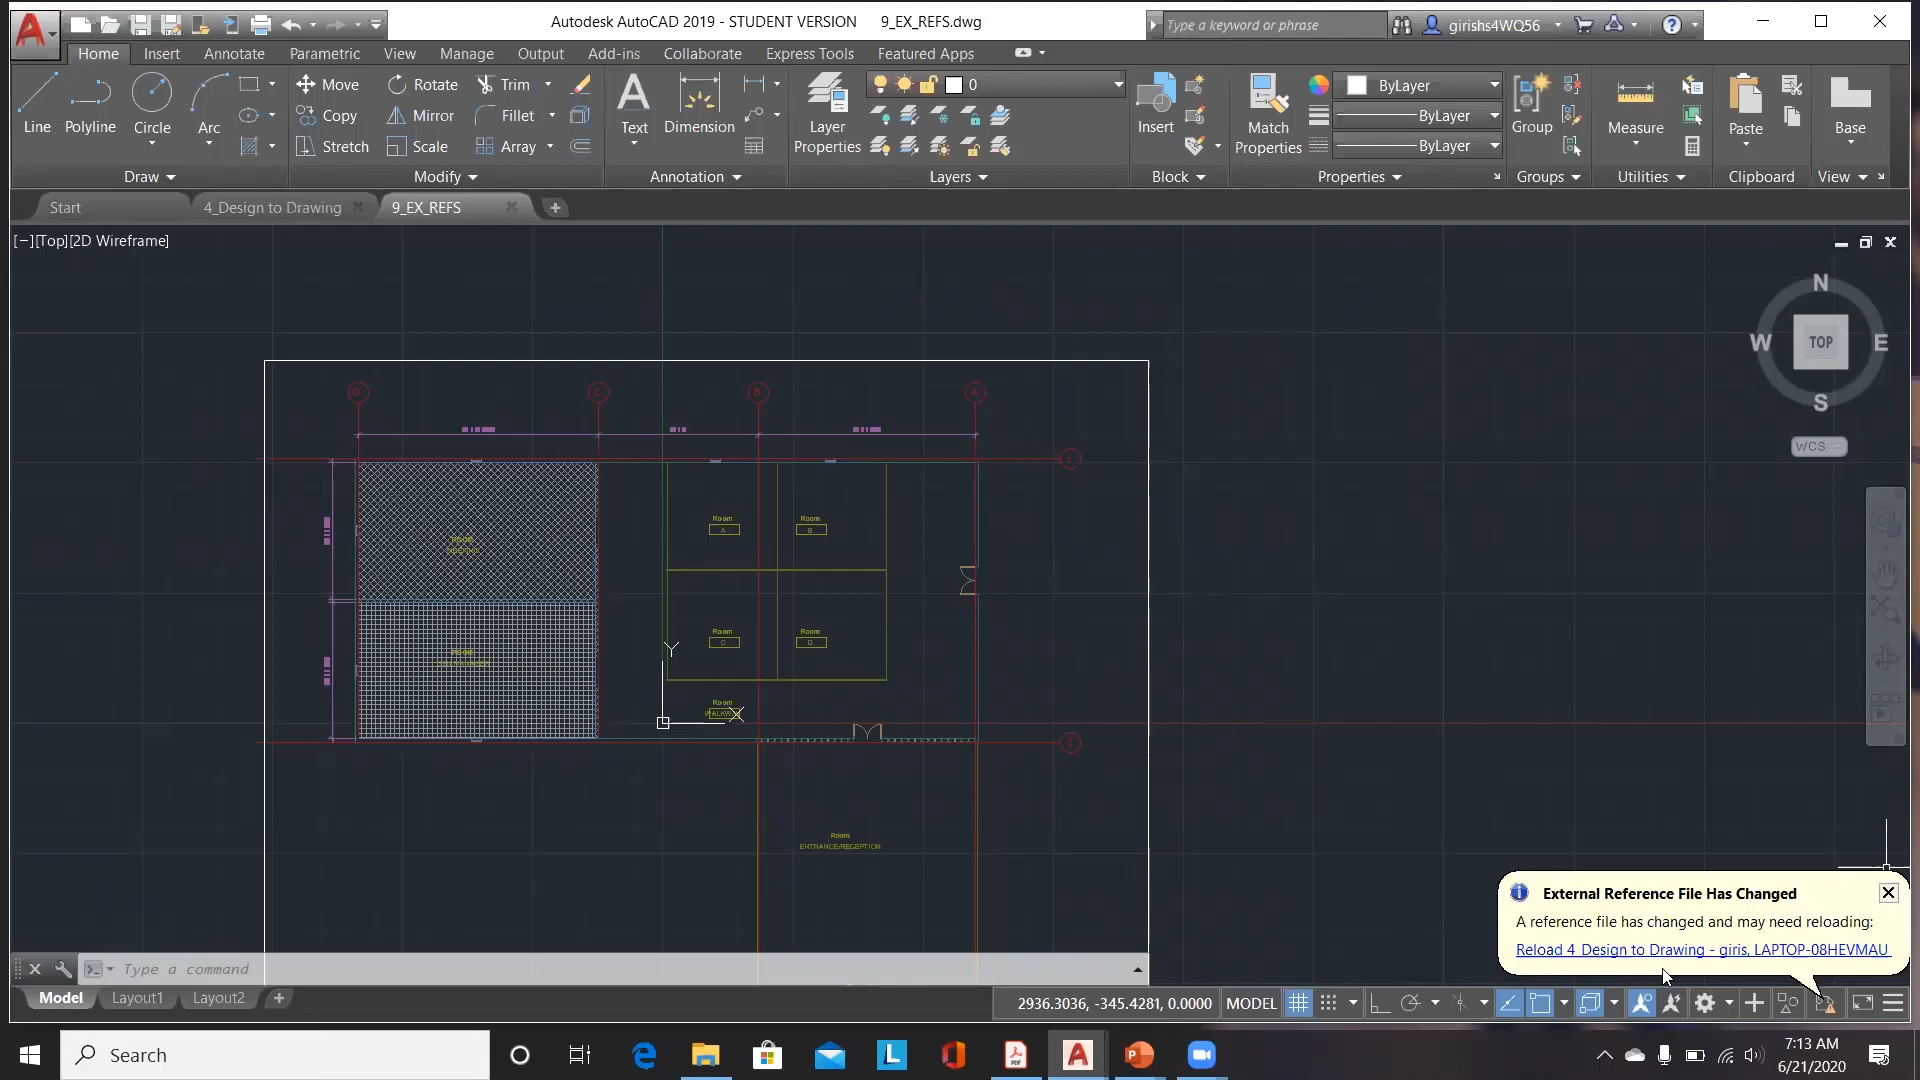 Autodesk AutoCAD 2019 - STUDENT VERSION 9_EX_REFS.dwg
Type a keyword or phrase
girishs4WQ56
Home Insert Annotate Parametric View Manage Output Add-ins Collaborate Express Tools Featured Apps
Line Polyline Circle Arc
Move Rotate Trim
Copy Mirror Fillet
Stretch Scale Array
Text Dimension
Layer Properties
0
Insert
Match Properties
ByLayer
ByLayer
ByLayer
Group Measure Paste Base
Draw Modify Annotation Layers Block Properties Groups Utilities Clipboard View
Start 4_Design to Drawing 9_EX_REFS
[−][Top][2D Wireframe]
N
W TOP E
S
WCS
D C B A
1
Room
A
Room
B
ROOM
Room
C
Room
D
Y
ROOM
Room
X
2
Room
ENTRANCE/RECEPTION
External Reference File Has Changed
A reference file has changed and may need reloading:
Reload 4_Design to Drawing - giris, LAPTOP-08HEVMAU
Type a command
Model Layout1 Layout2
2936.3036, -345.4281, 0.0000 MODEL
Search
7:13 AM
6/21/2020